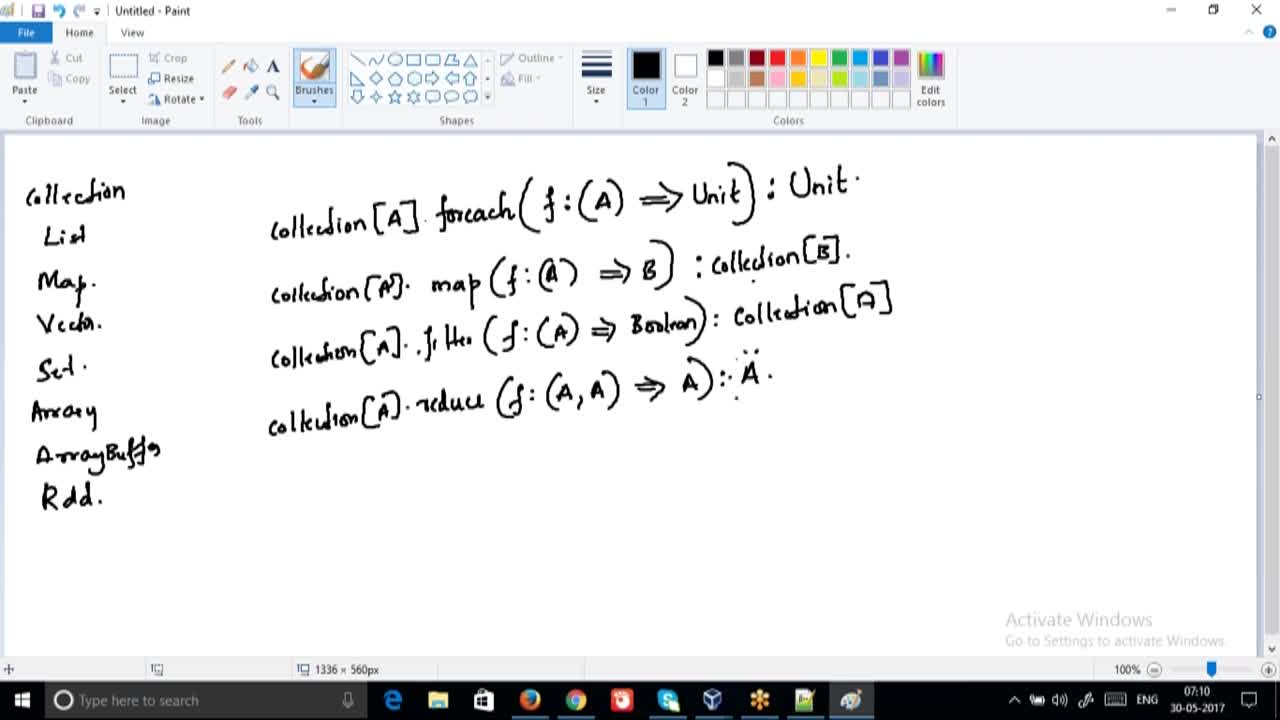 Untitled - Paint
File Home View
Paste Cut Copy Clipboard
Select Crop Resize Rotate Image
Tools
Brushes
Shapes Outline Fill
Size
Color 1 Color 2 Edit colors Colors
Collection
List
Map.
Vector.
Set.
Array
ArrayBuffer
Rdd.
collection[A].foreach(f:(A) => Unit): Unit.
collection[A]. map(f:(A) => B): collection[B].
collection[A]. filter (f:(A) => Boolean): collection[A]
collection[A].reduce (f:(A, A) => A): A.
Activate Windows
Go to Settings to activate Windows.
1336 × 560px 100%
Type here to search ENG 07:10
30-05-2017